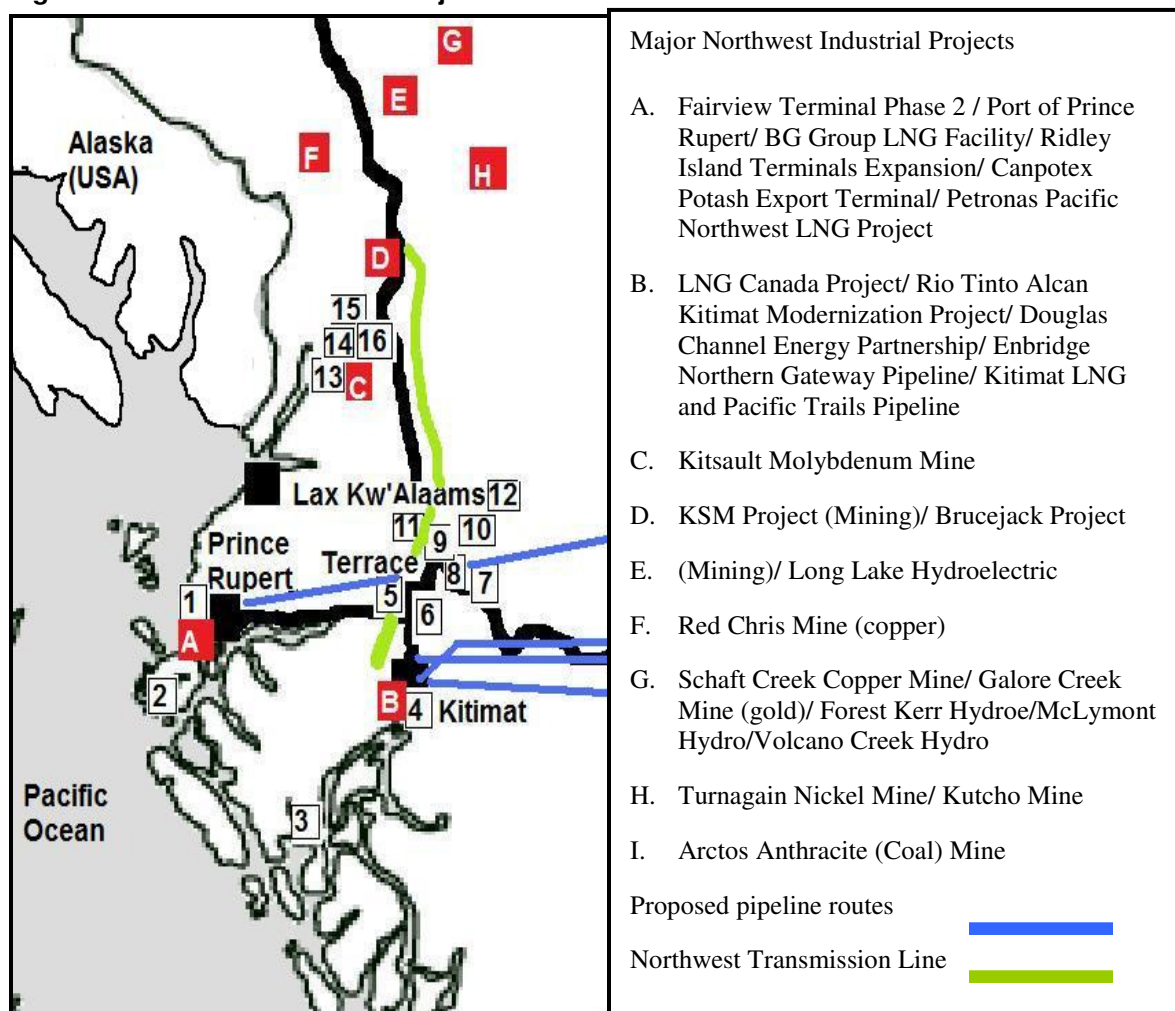 G
E
Alaska
(USA)
F
H
D
15
14
16
13
C
Lax Kw'Alaams
12
11
10
Prince
Rupert
Terrace
9
8
7
1
5
6
A
2
B
4
Kitimat
Pacific
Ocean
3
Major Northwest Industrial Projects
A. Fairview Terminal Phase 2 / Port of Prince
Rupert/ BG Group LNG Facility/ Ridley
Island Terminals Expansion/ Canpotex
Potash Export Terminal/ Petronas Pacific
Northwest LNG Project
B. LNG Canada Project/ Rio Tinto Alcan
Kitimat Modernization Project/ Douglas
Channel Energy Partnership/ Enbridge
Northern Gateway Pipeline/ Kitimat LNG
and Pacific Trails Pipeline
C. Kitsault Molybdenum Mine
D. KSM Project (Mining)/ Brucejack Project
E. (Mining)/ Long Lake Hydroelectric
F. Red Chris Mine (copper)
G. Schaft Creek Copper Mine/ Galore Creek
Mine (gold)/ Forest Kerr Hydroe/McLymont
Hydro/Volcano Creek Hydro
H. Turnagain Nickel Mine/ Kutcho Mine
I. Arctos Anthracite (Coal) Mine
Proposed pipeline routes
Northwest Transmission Line